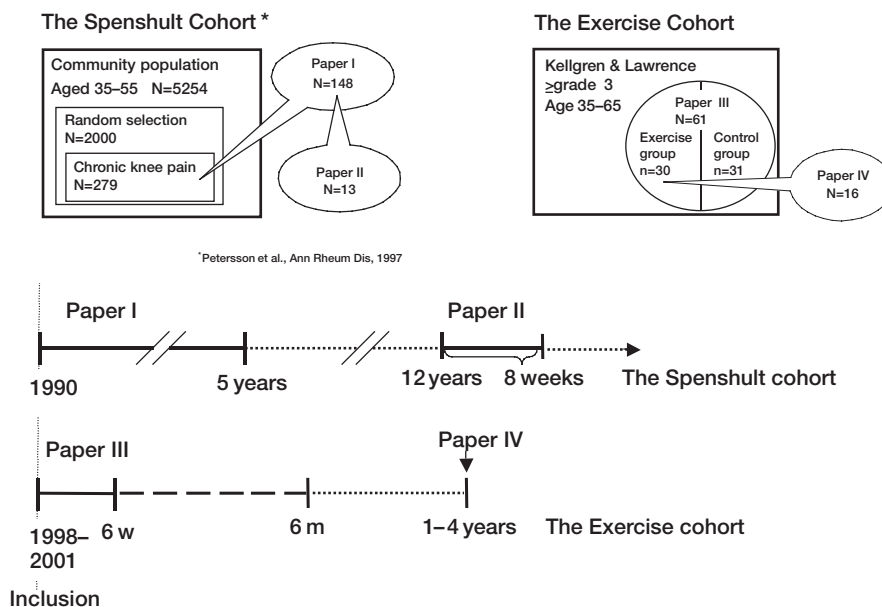 The Spenshult Cohort *
Community population
Aged 35–55 N=5254
Random selection
N=2000
Chronic knee pain
N=279
Paper I
N=148
Paper II
N=13
The Exercise Cohort
Kellgren & Lawrence
≥grade 3
Age 35–65
Paper III
N=61
Exercise
group
n=30
Control
group
n=31
Paper IV
N=16
*Petersson et al., Ann Rheum Dis, 1997
Paper I
Paper II
1990
5 years
12 years
8 weeks
The Spenshult cohort
Paper III
Paper IV
1998–
2001
6 w
6 m
1–4 years
The Exercise cohort
Inclusion